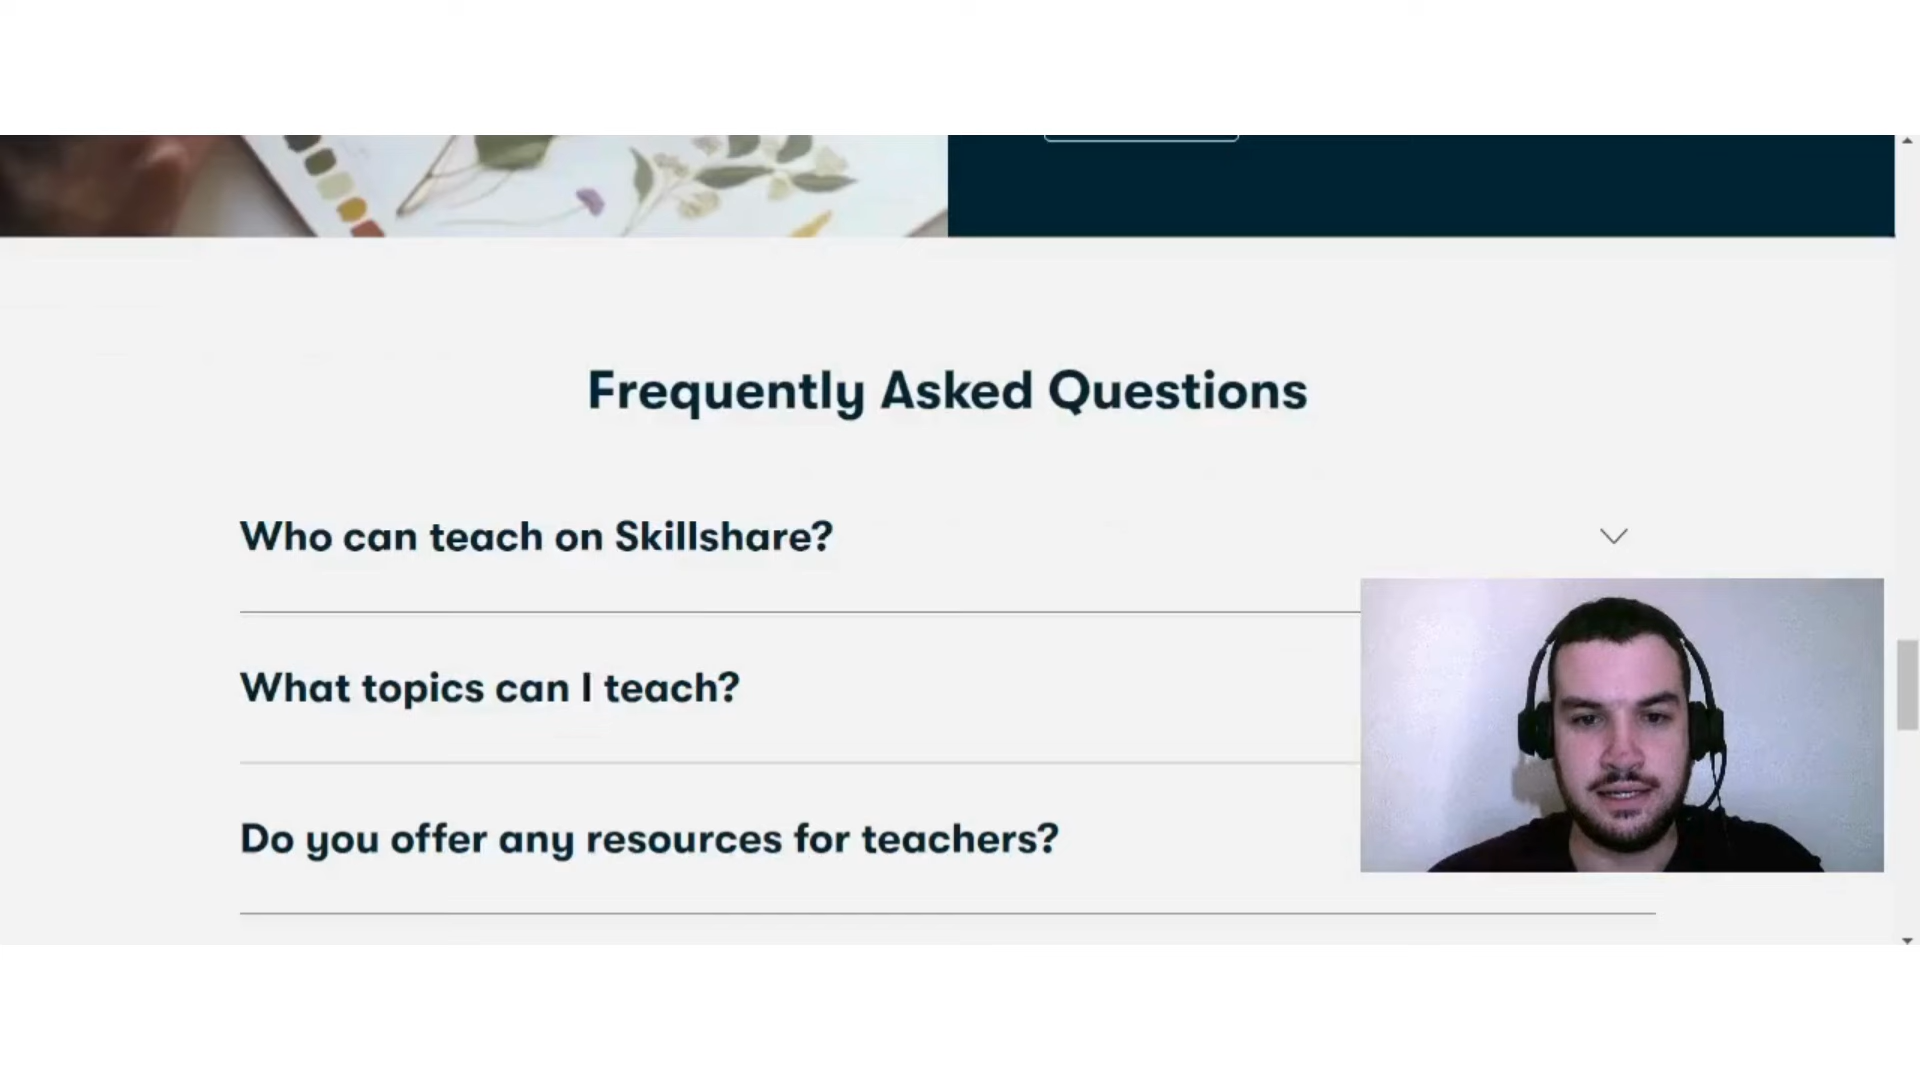 Frequently Asked Questions
Who can teach on Skillshare?
What topics can I teach?
Do you offer any resources for teachers?